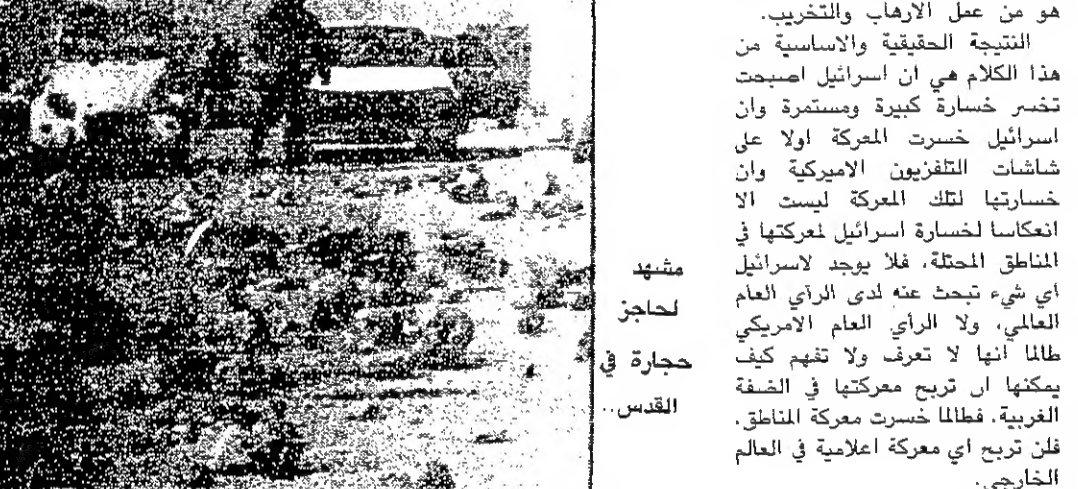 هو من عمل الارهاب والتخريب.
النتيجة الحقيقية والاساسية من
هذا الكلام هي ان اسرائيل اصبحت
تخسر خسارة كبيرة ومستمرة وان
اسرائيل خسرت المعركة اولا على
شاشات التلفزيون الاميركية وان
خسارتها لتلك المعركة ليست الا
انعكاسا لخسارة اسرائيل لمعركتها في
المناطق المحتلة، فلا يوجد لاسرائيل
اي شيء تبحث عنه لدى الرأي العام
العالمي، ولا الرأي العام الامريكي
طالما انها لا تعرف ولا تفهم كيف
يمكنها ان تربح معركتها في الضفة
الغربية. فطالما خسرت معركة المناطق.
فلن تربح اي معركة اعلامية في العالم
الخارجي.
مشهد
لحاجز
حجارة في
القدس..